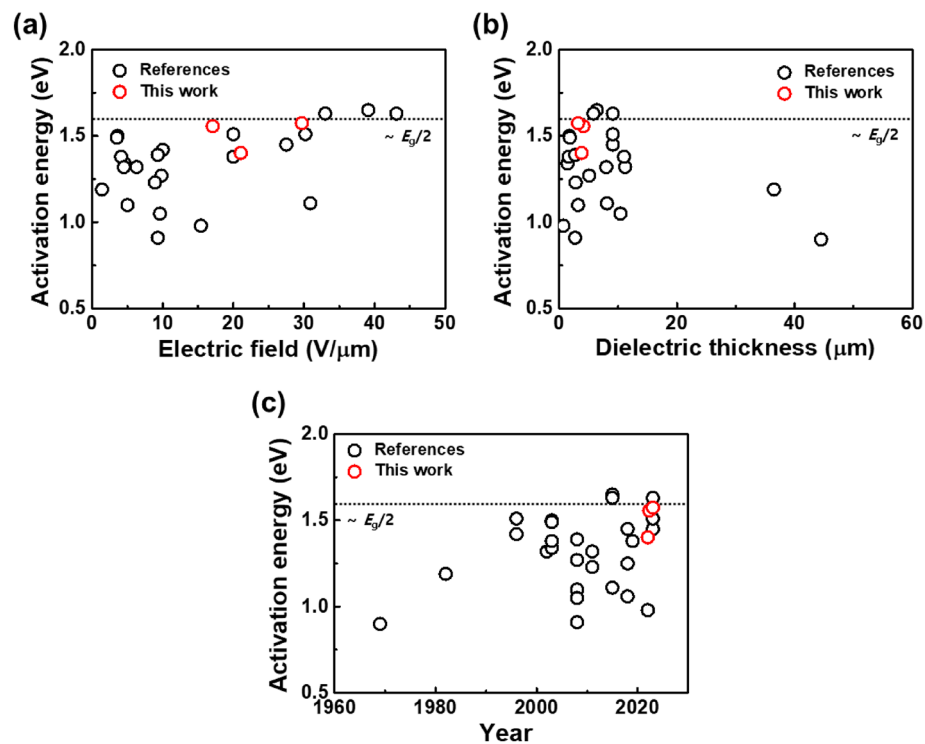 (a)
2.0
1.5
1.0
0.5
Activation energy (eV)
References
This work
~ Eg/2
0 10 20 30 40 50
Electric field (V/μm)
(b)
2.0
1.5
1.0
0.5
Activation energy (eV)
References
This work
~ Eg/2
0 20 40 60
Dielectric thickness (μm)
(c)
2.0
1.5
1.0
0.5
Activation energy (eV)
References
This work
~ Eg/2
1960 1980 2000 2020
Year